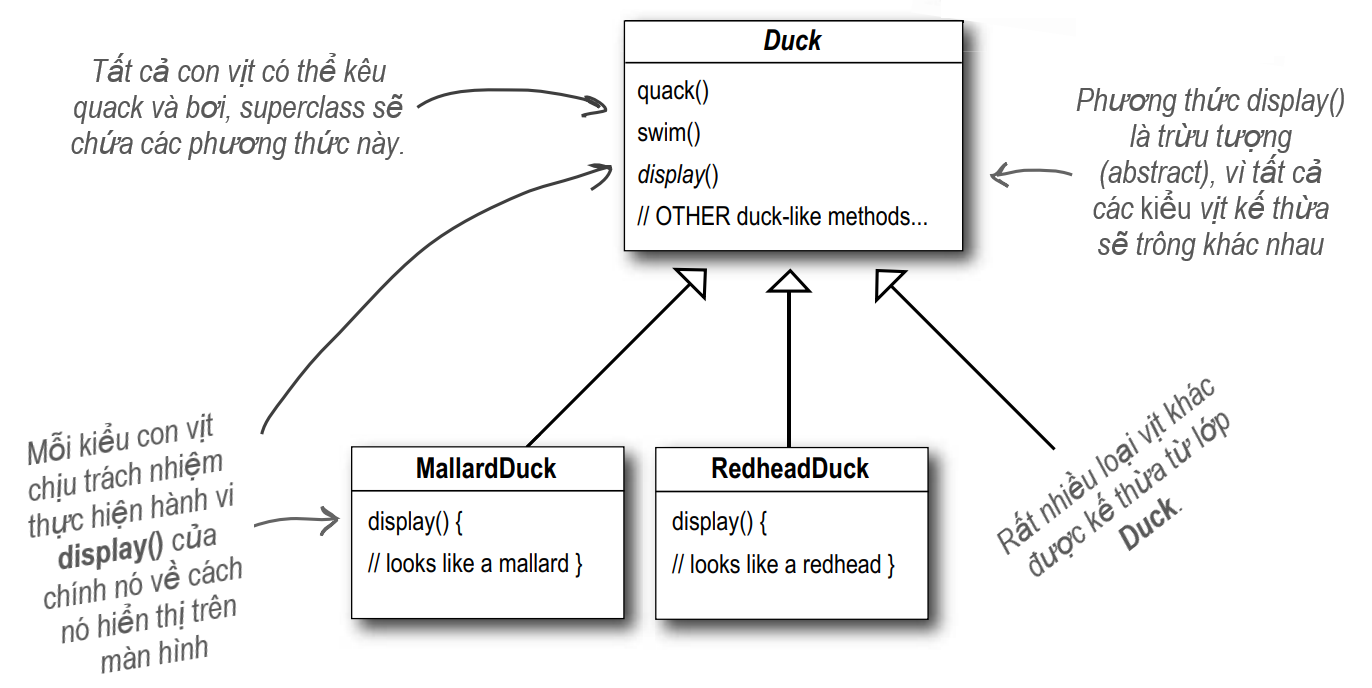 Duck
quack()
swim()
display()
// OTHER duck-like methods...
Tất cả con vịt có thể kêu
quack và bơi, superclass sẽ
chứa các phương thức này.
Phương thức display()
là trừu tượng
(abstract), vì tất cả
các kiểu vịt kế thừa
sẽ trông khác nhau
Mỗi kiểu con vịt
chịu trách nhiệm
thực hiện hành vi
display() của
chính nó về cách
nó hiển thị trên
màn hình
MallardDuck
display() {
// looks like a mallard }
RedheadDuck
display() {
// looks like a redhead }
Rất nhiều loại vịt khác
được kế thừa từ lớp
Duck.